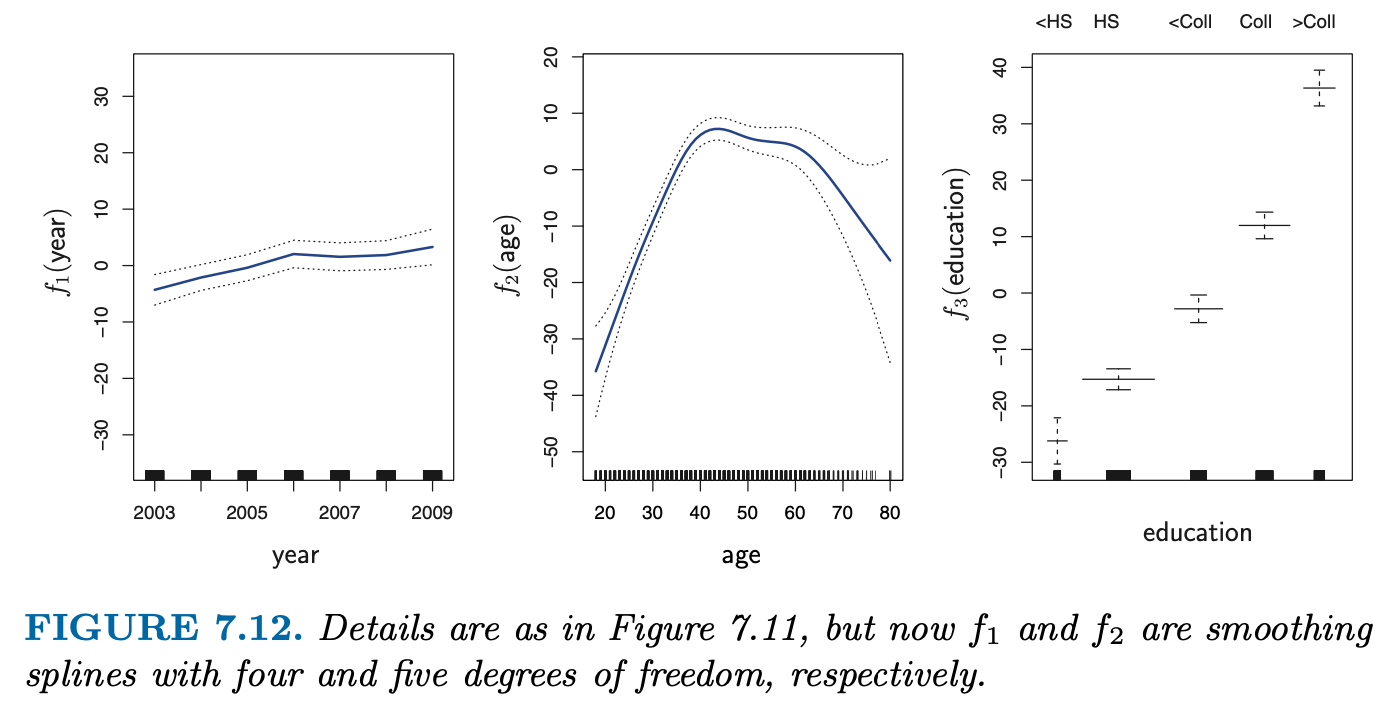 <HS HS <Coll Coll >Coll
f1(year)
30
20
10
0
−10
−20
−30
2003 2005 2007 2009
year
f2(age)
20
10
0
−10
−20
−30
−40
−50
20 30 40 50 60 70 80
age
f3(education)
40
30
20
10
0
−10
−20
−30
education
FIGURE 7.12. Details are as in Figure 7.11, but now f1 and f2 are smoothing
splines with four and five degrees of freedom, respectively.